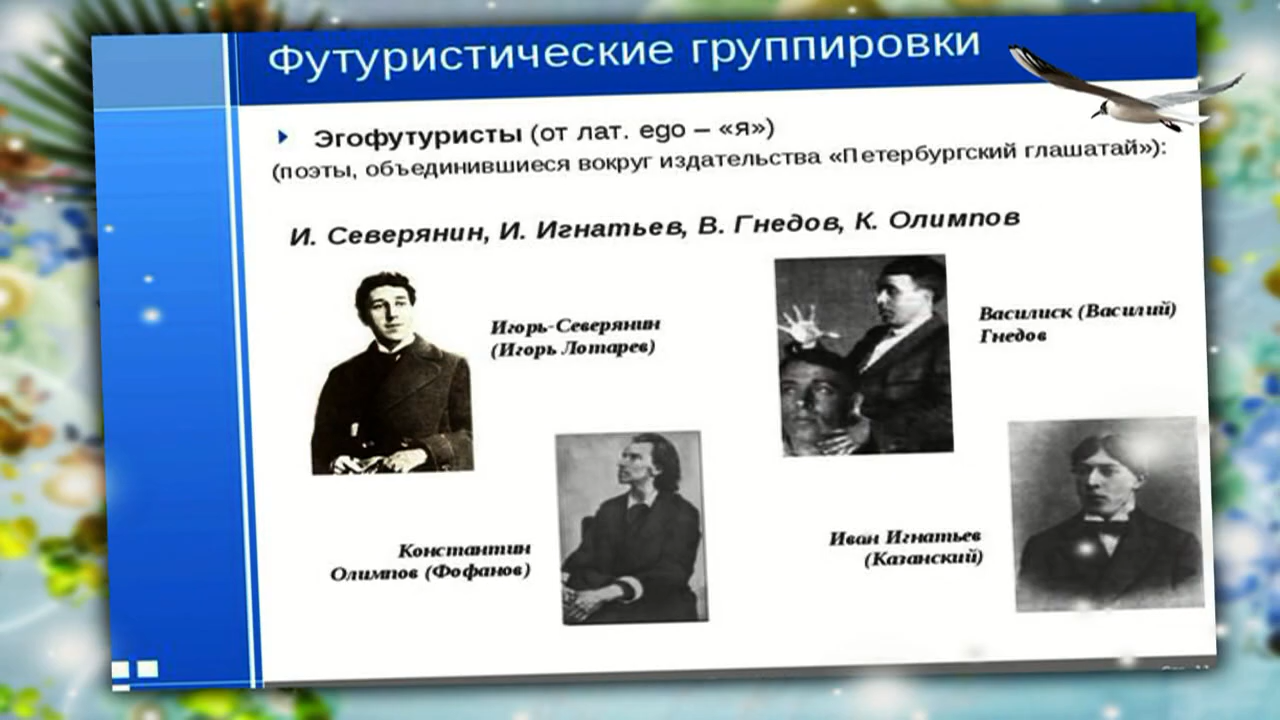 Футуристические группировки
Эгофутуристы (от лат. ego – «я»)
(поэты, объединившиеся вокруг издательства «Петербургский глашатай»):
И. Северянин, И. Игнатьев, В. Гнедов, К. Олимпов
Игорь-Северянин
(Игорь Лотарев)
Василиск (Василий)
Гнедов
Константин
Олимпов (Фофанов)
Иван Игнатьев
(Казанский)